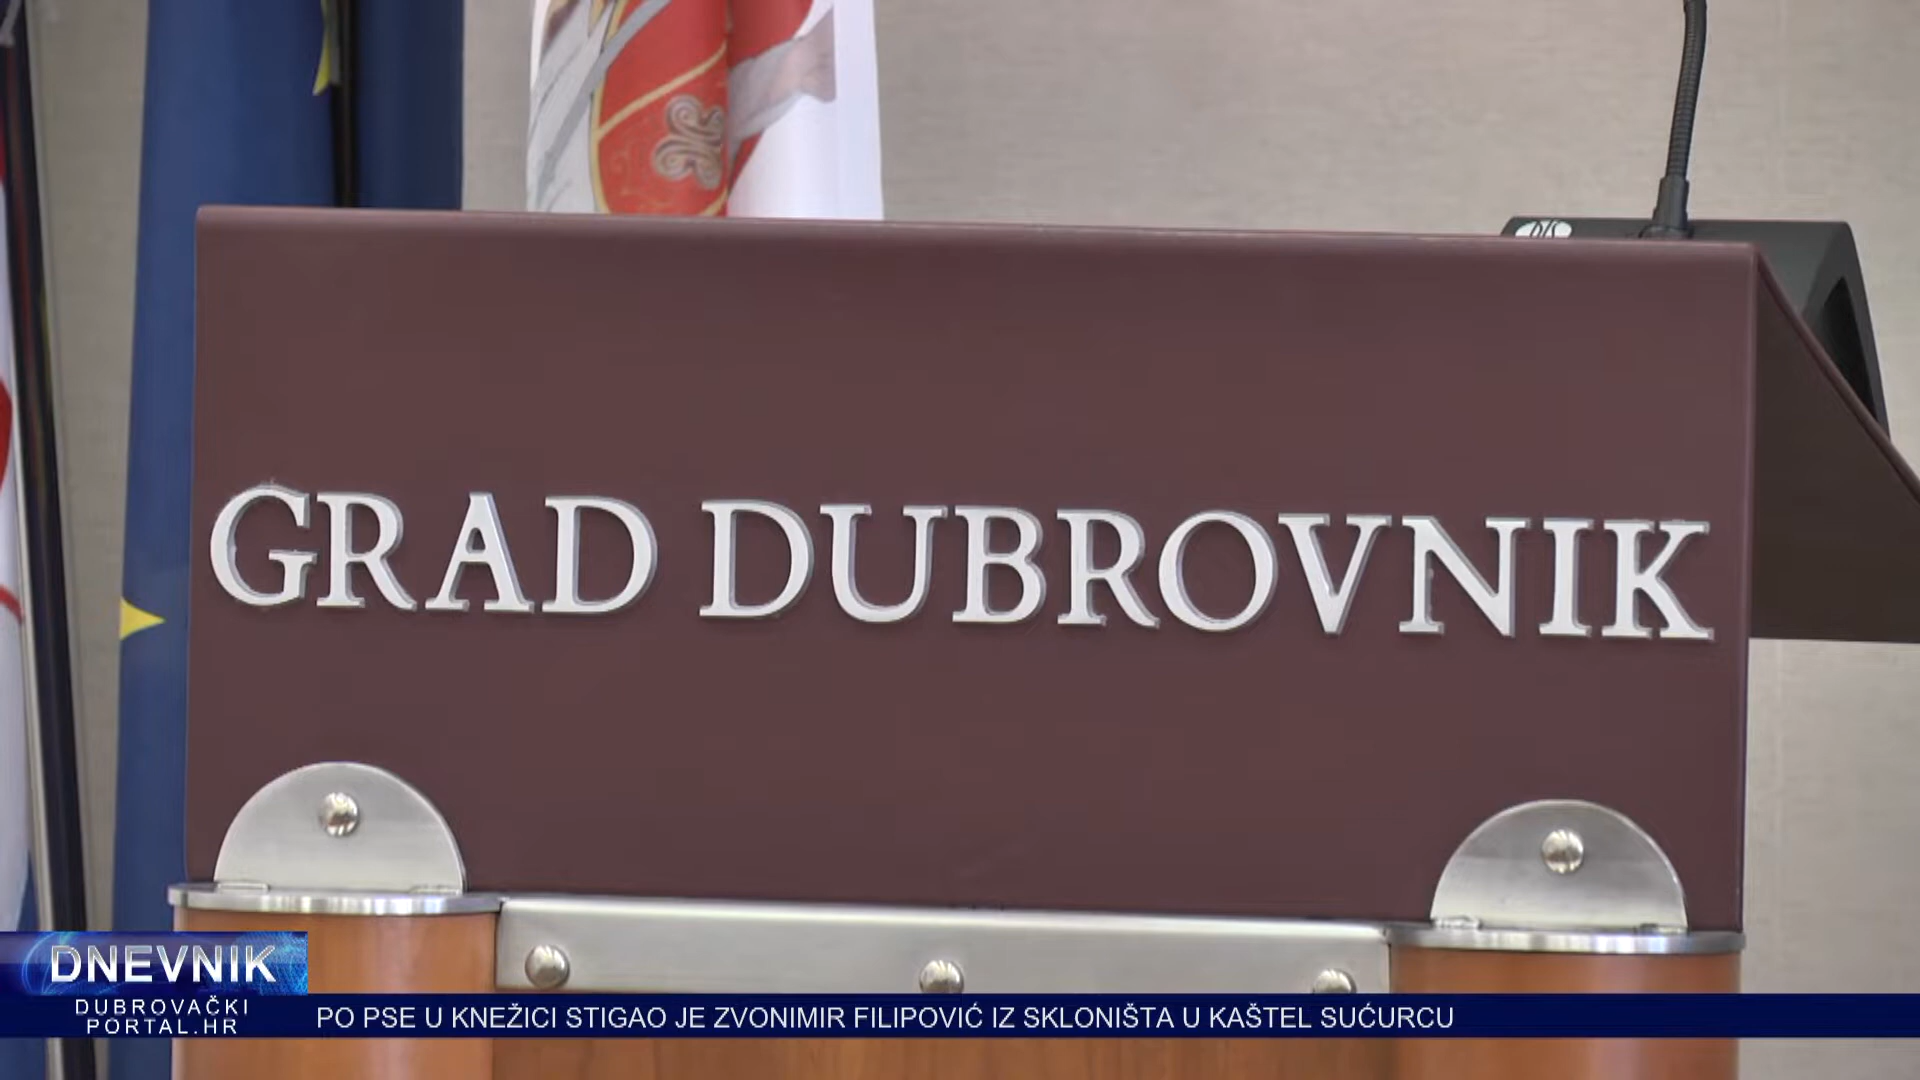 GRAD DUBROVNIK
DNEVNIK
DUBROVAČKI
PORTAL.HR
PO PSE U KNEŽICI STIGAO JE ZVONIMIR FILIPOVIĆ IZ SKLONIŠTA U KAŠTEL SUĆURCU